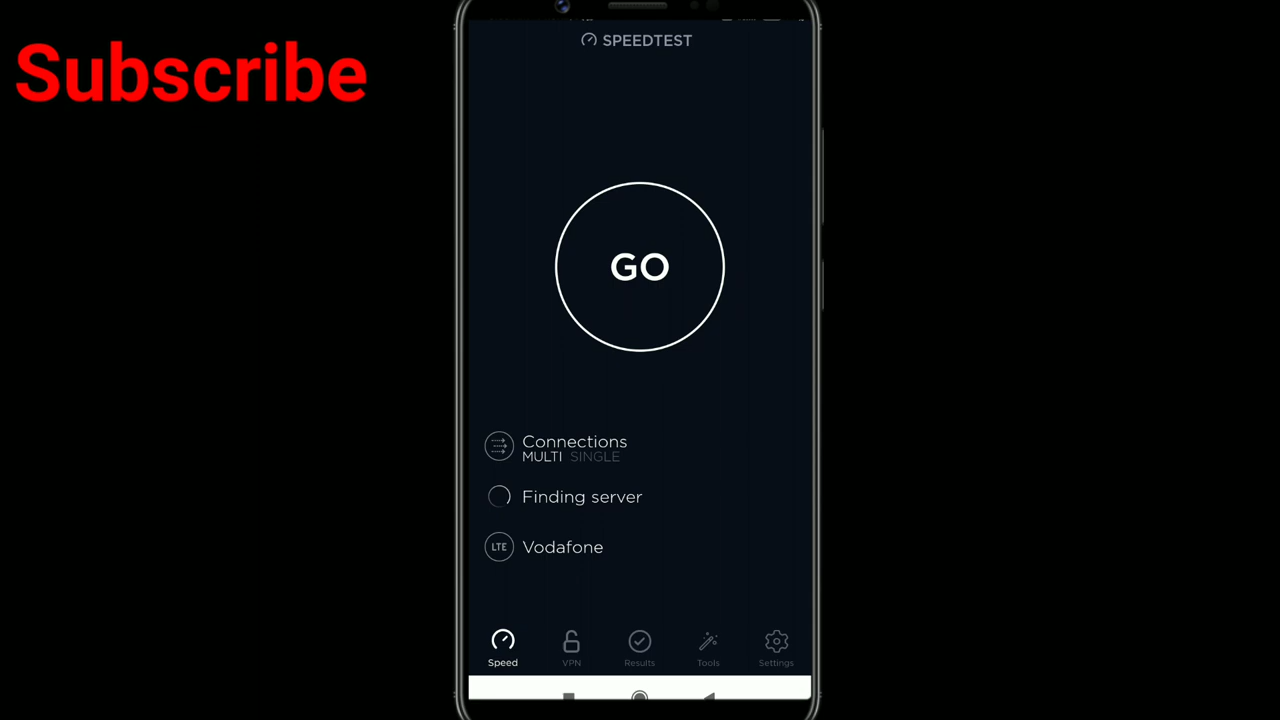 Subscribe
SPEEDTEST
GO
Connections
MULTI SINGLE
Finding server
LTE Vodafone
Speed VPN Results Tools Settings